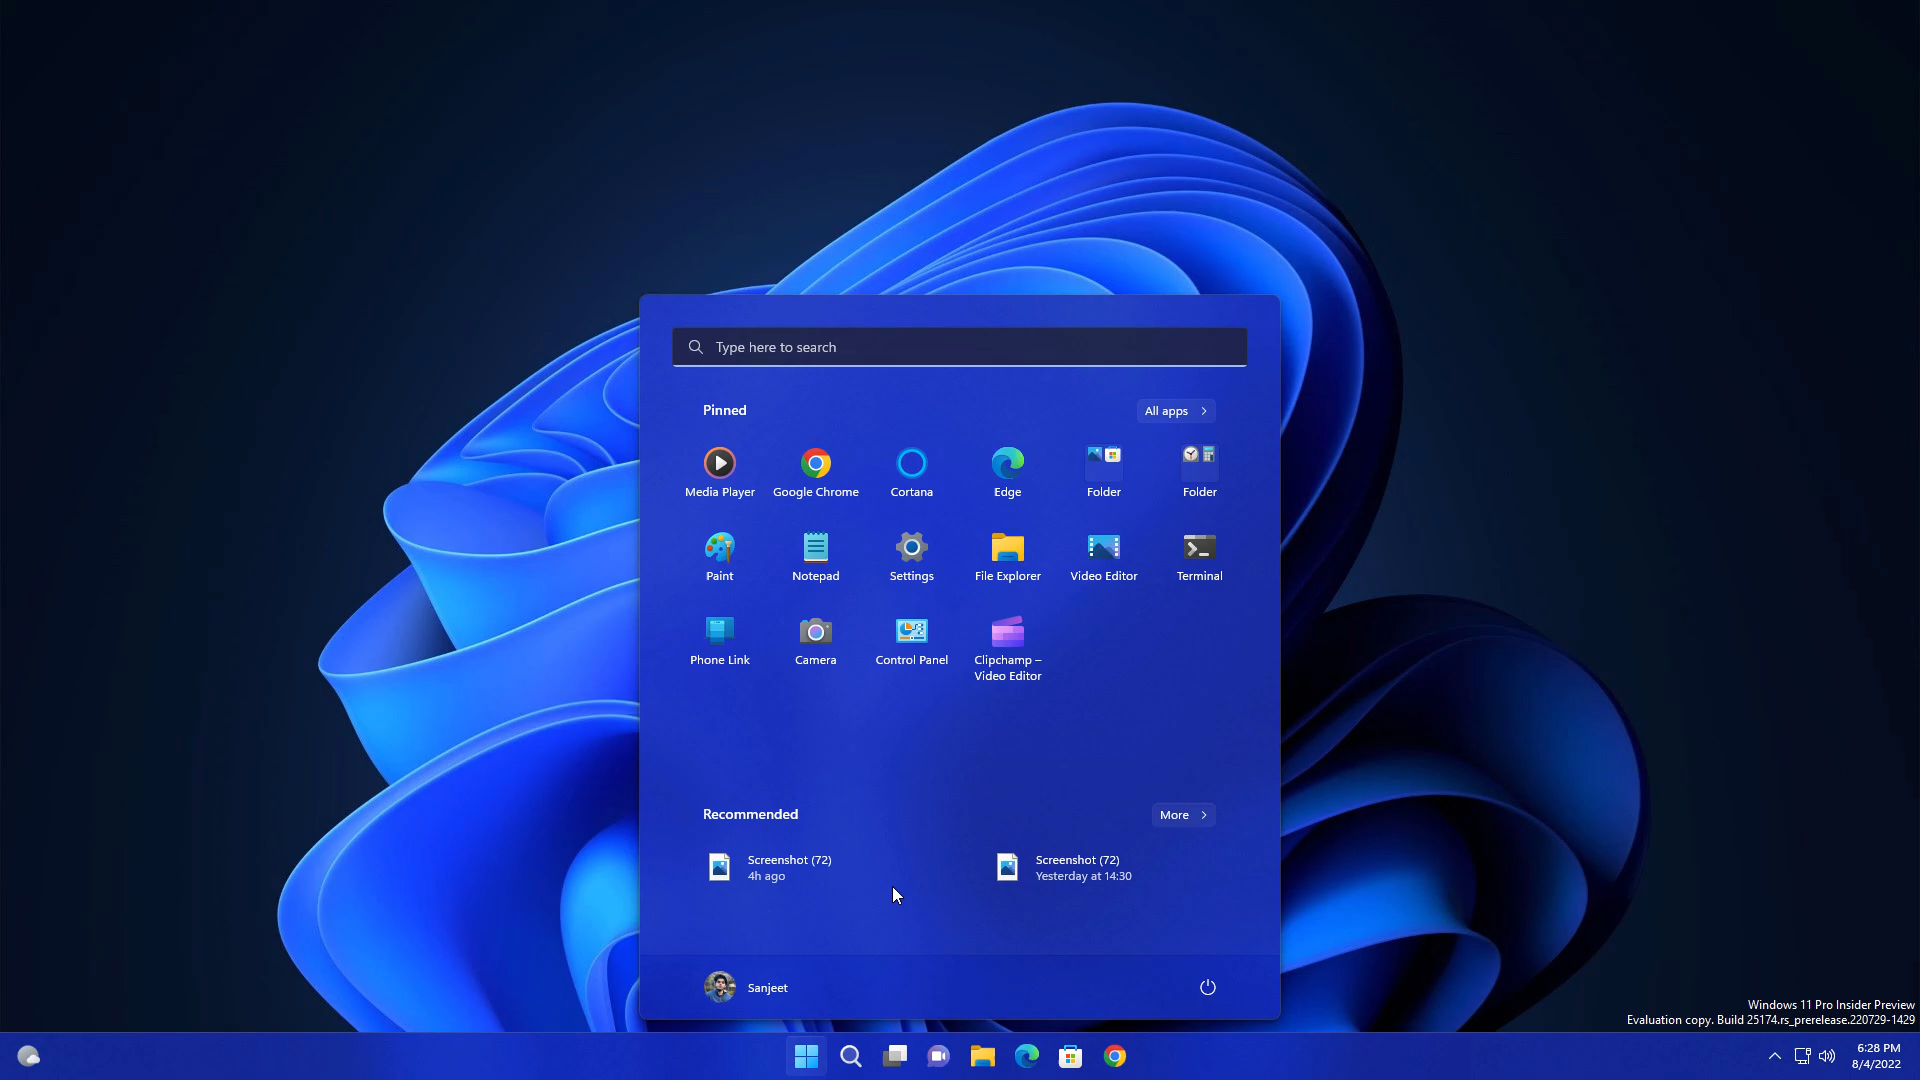 Type here to search
Pinned
All apps
Media Player
Google Chrome
Cortana
Edge
Folder
Folder
Paint
Notepad
Settings
File Explorer
Video Editor
Terminal
Phone Link
Camera
Control Panel
Clipchamp –
Video Editor
Recommended
More
Screenshot (72)
4h ago
Screenshot (72)
Yesterday at 14:30
Sanjeet
Windows 11 Pro Insider Preview
Evaluation copy. Build 25174.rs_prerelease.220729-1429
6:28 PM
8/4/2022